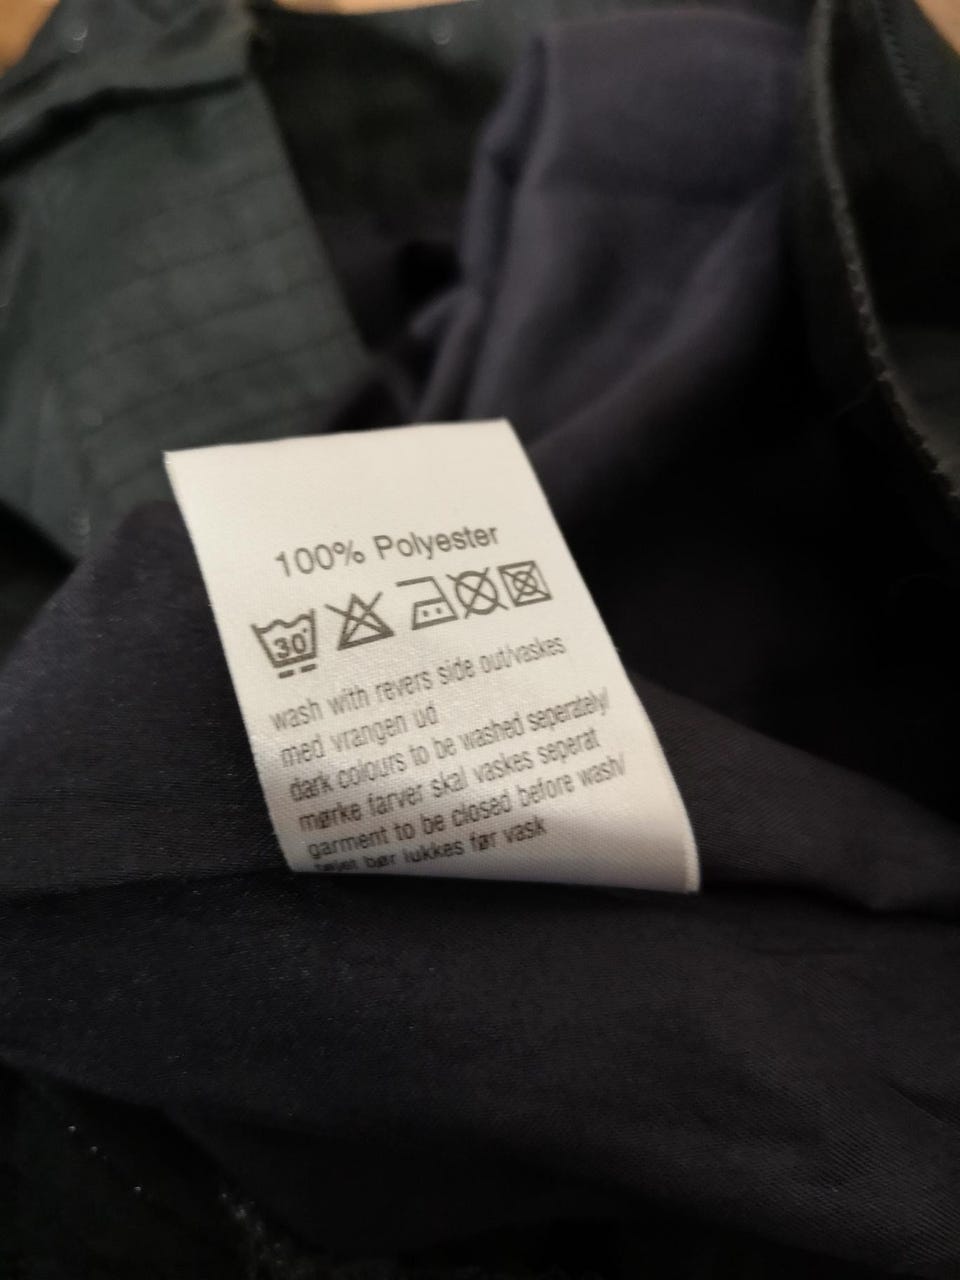 100% Polyester
30°
wash with revers side out/vaskes
med vrangen ud
dark colours to be washed seperately/
mørke farver skal vaskes seperat
garment to be closed before wash/
tøjet bør lukkes før vask